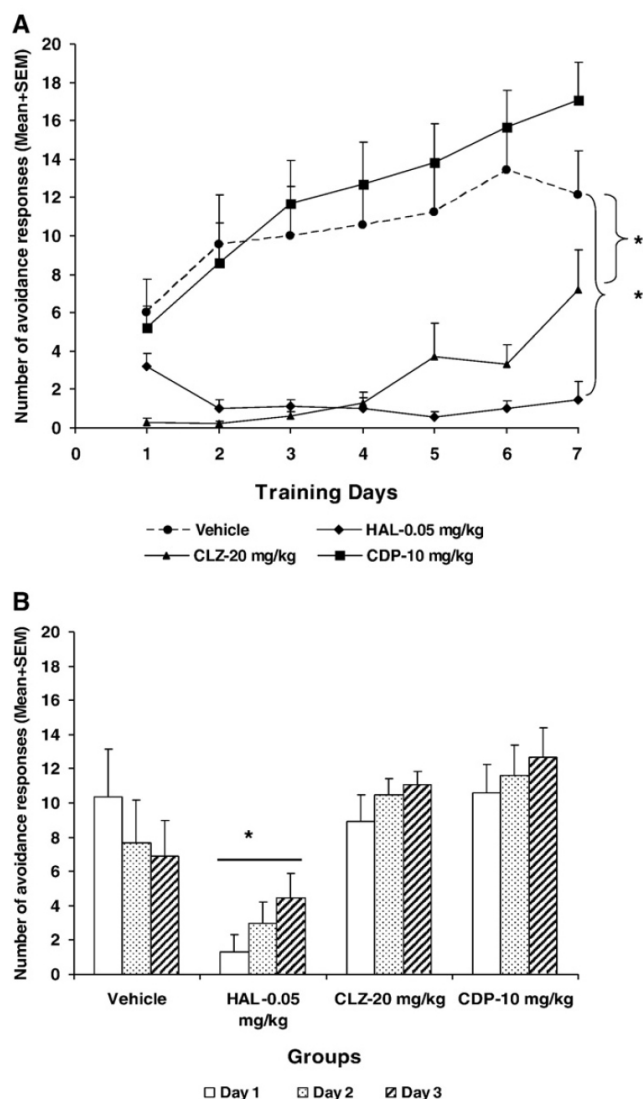 A
Number of avoidance responses (Mean+SEM)
20
18
16
14
12
10
8
6
4
2
0
*
*
0 1 2 3 4 5 6 7
Training Days
Vehicle HAL-0.05 mg/kg
CLZ-20 mg/kg CDP-10 mg/kg
B
Number of avoidance responses (Mean+SEM)
20
18
16
14
12
10
8
6
4
2
0
*
Vehicle HAL-0.05 CLZ-20 mg/kg CDP-10 mg/kg
mg/kg
Groups
Day 1 Day 2 Day 3